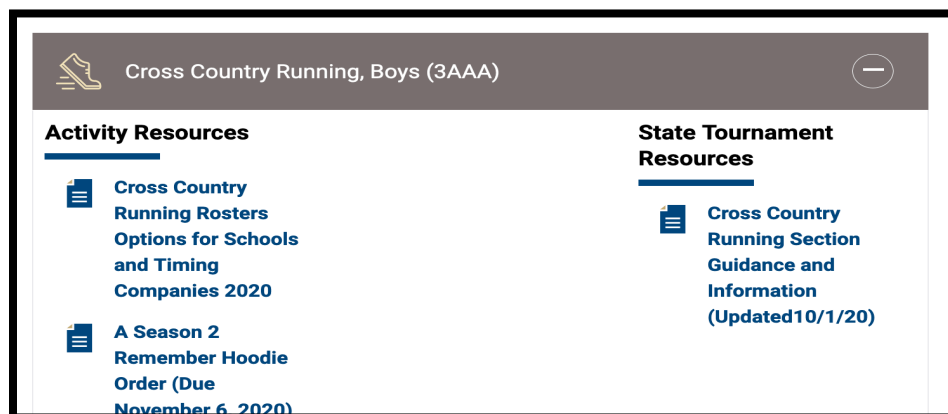 Cross Country Running, Boys (3AAA)
Activity Resources
Cross Country
Running Rosters
Options for Schools
and Timing
Companies 2020
A Season 2
Remember Hoodie
Order (Due
November 6, 2020)
State Tournament
Resources
Cross Country
Running Section
Guidance and
Information
(Updated10/1/20)